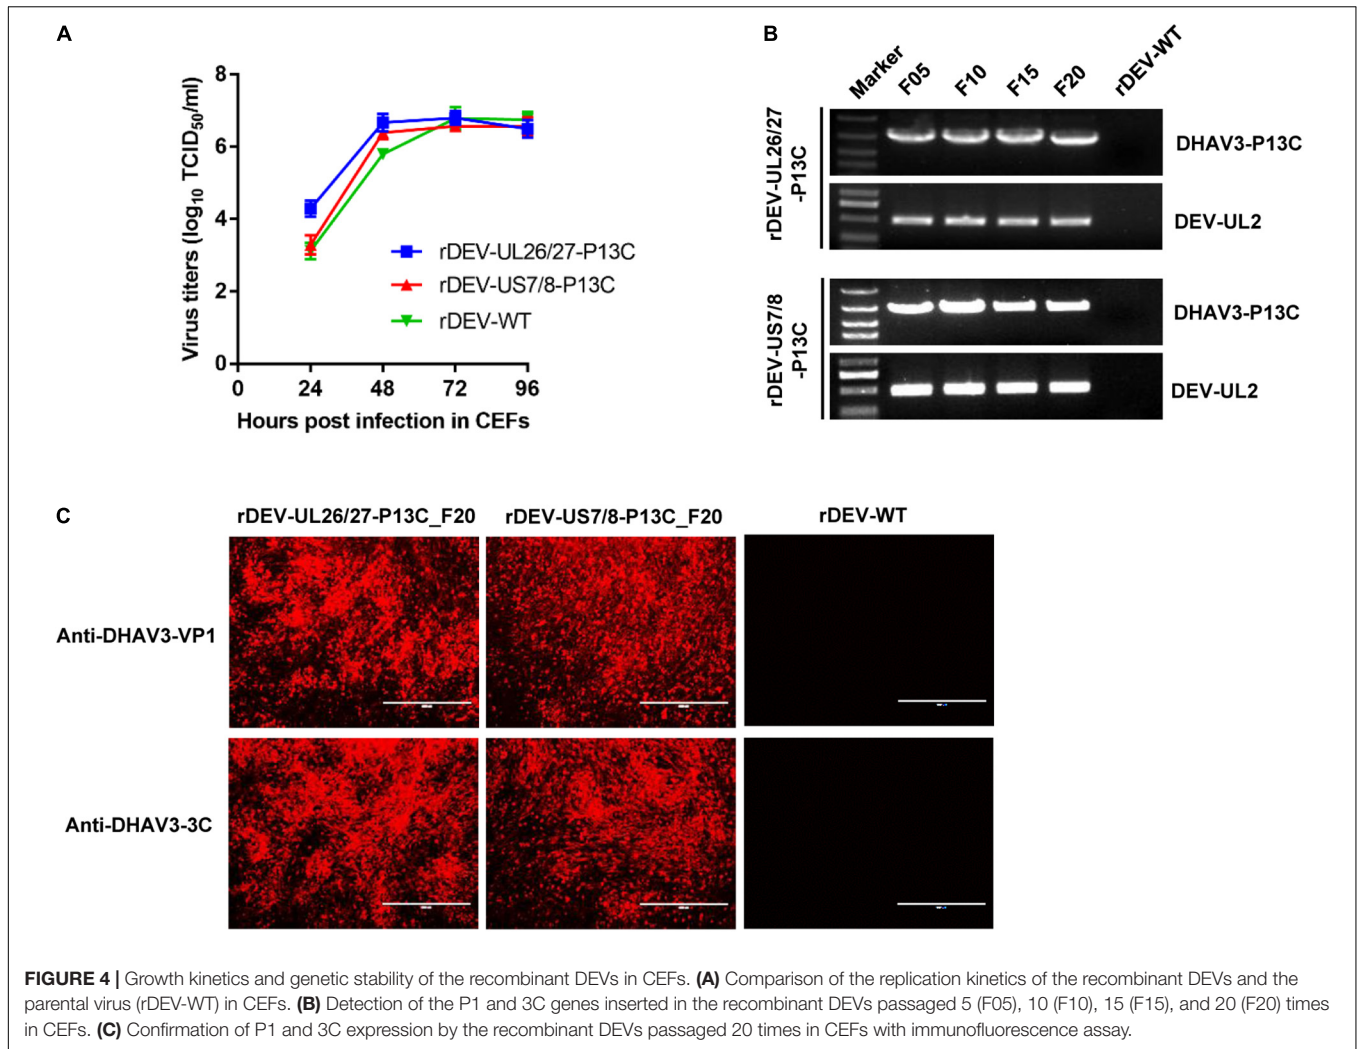 A
Virus titers (log10 TCID50/ml)
8
6
4
2
0
0 24 48 72 96
Hours post infection in CEFs
rDEV-UL26/27-P13C
rDEV-US7/8-P13C
rDEV-WT
B
Marker F05 F10 F15 F20 rDEV-WT
rDEV-UL26/27
-P13C
DHAV3-P13C
DEV-UL2
rDEV-US7/8
-P13C
DHAV3-P13C
DEV-UL2
C
rDEV-UL26/27-P13C_F20 rDEV-US7/8-P13C_F20 rDEV-WT
Anti-DHAV3-VP1
Anti-DHAV3-3C
FIGURE 4 | Growth kinetics and genetic stability of the recombinant DEVs in CEFs. (A) Comparison of the replication kinetics of the recombinant DEVs and the
parental virus (rDEV-WT) in CEFs. (B) Detection of the P1 and 3C genes inserted in the recombinant DEVs passaged 5 (F05), 10 (F10), 15 (F15), and 20 (F20) times
in CEFs. (C) Confirmation of P1 and 3C expression by the recombinant DEVs passaged 20 times in CEFs with immunofluorescence assay.